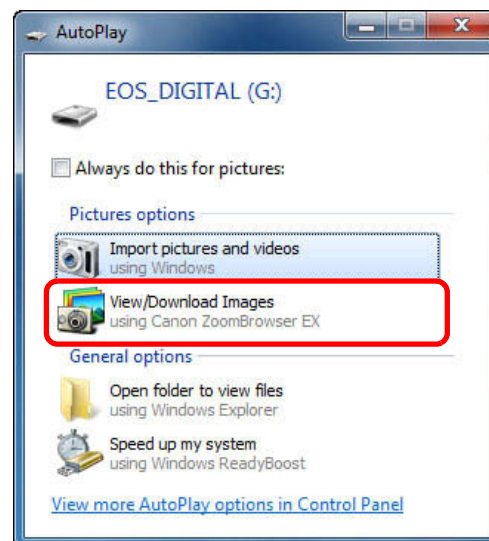 AutoPlay
EOS_DIGITAL (G:)
Always do this for pictures:
Pictures options
Import pictures and videos
using Windows
View/Download Images
using Canon ZoomBrowser EX
General options
Open folder to view files
using Windows Explorer
Speed up my system
using Windows ReadyBoost
View more AutoPlay options in Control Panel